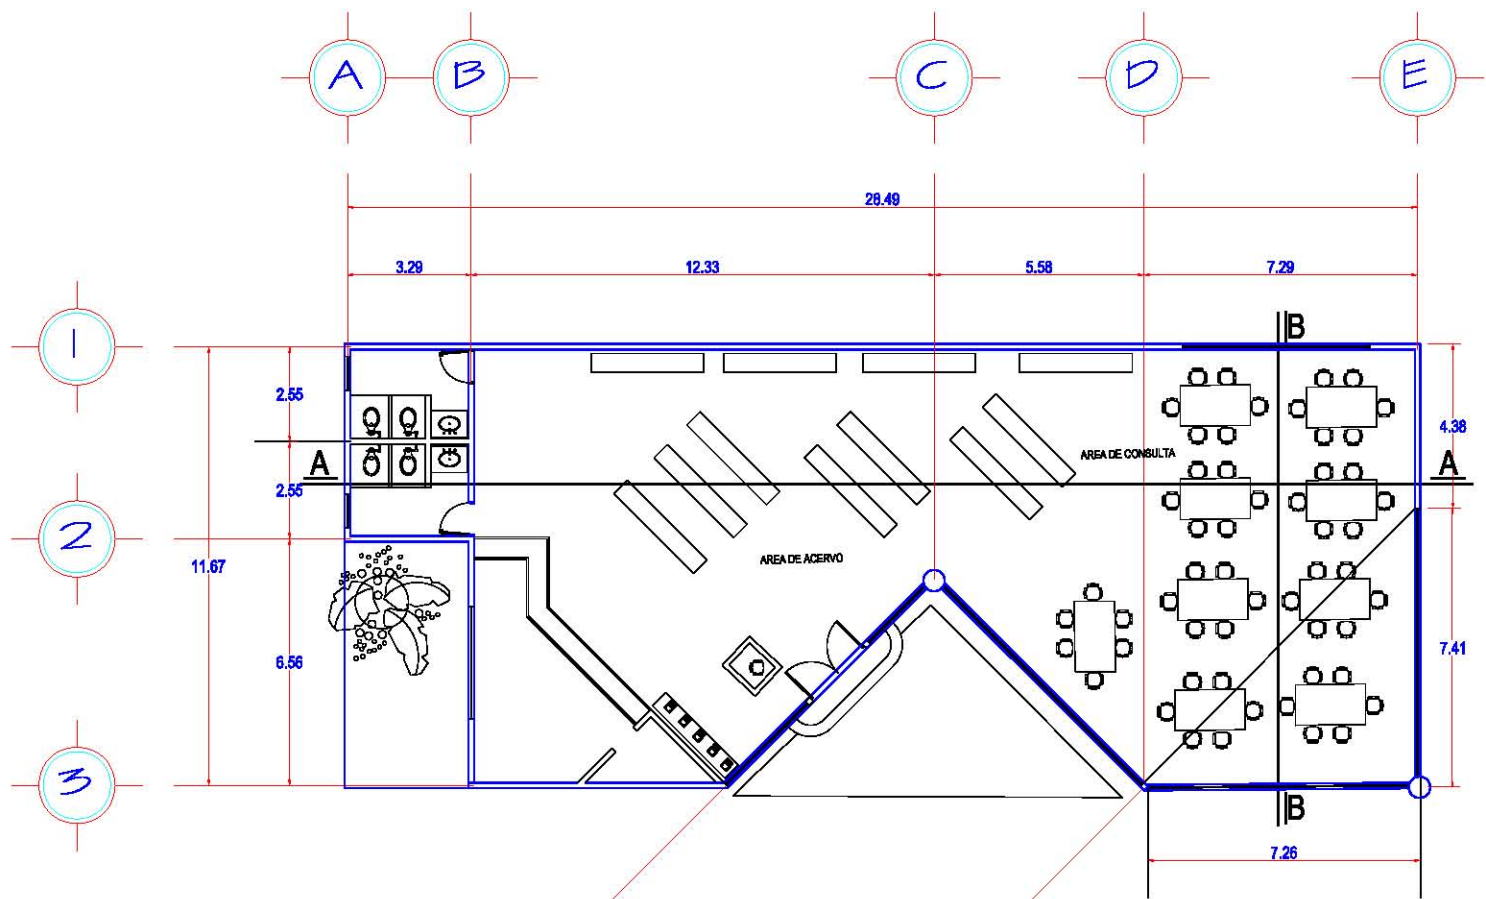 A B C D E
28.49
3.29 12.33 5.58 7.29
1
B
2.55
4.38
AREA DE CONSULTA
A A
2.55
2
AREA DE ACERVO
11.67
6.56
7.41
3
B
7.26